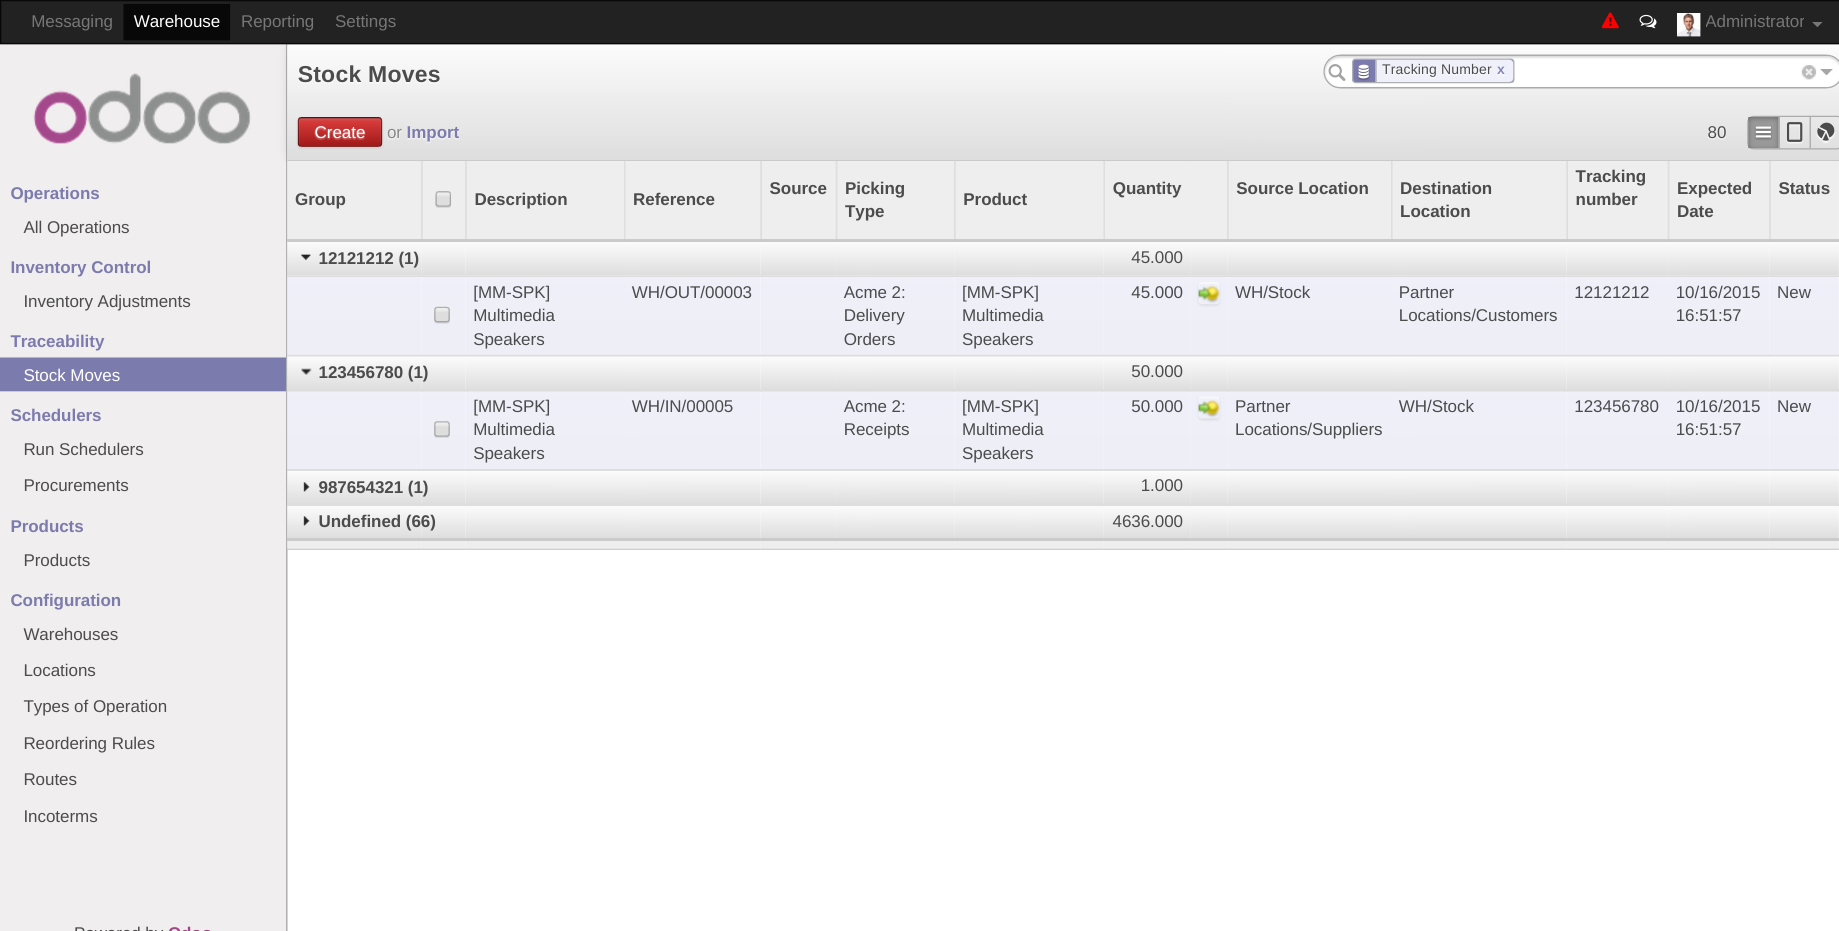 Messaging Warehouse Reporting Settings Administrator
odoo
Operations
All Operations
Inventory Control
Inventory Adjustments
Traceability
Stock Moves
Schedulers
Run Schedulers
Procurements
Products
Products
Configuration
Warehouses
Locations
Types of Operation
Reordering Rules
Routes
Incoterms
Powered by Odoo
Stock Moves
Tracking Number x
Create or Import
80
Group Description Reference Source Picking Type Product Quantity Source Location Destination Location Tracking number Expected Date Status
12121212 (1) 45.000
[MM-SPK] WH/OUT/00003 Acme 2: [MM-SPK] 45.000 WH/Stock Partner 12121212 10/16/2015 New
Multimedia Delivery Multimedia Locations/Customers 16:51:57
Speakers Orders Speakers
123456780 (1) 50.000
[MM-SPK] WH/IN/00005 Acme 2: [MM-SPK] 50.000 Partner WH/Stock 123456780 10/16/2015 New
Multimedia Receipts Multimedia Locations/Suppliers 16:51:57
Speakers Speakers
987654321 (1) 1.000
Undefined (66) 4636.000